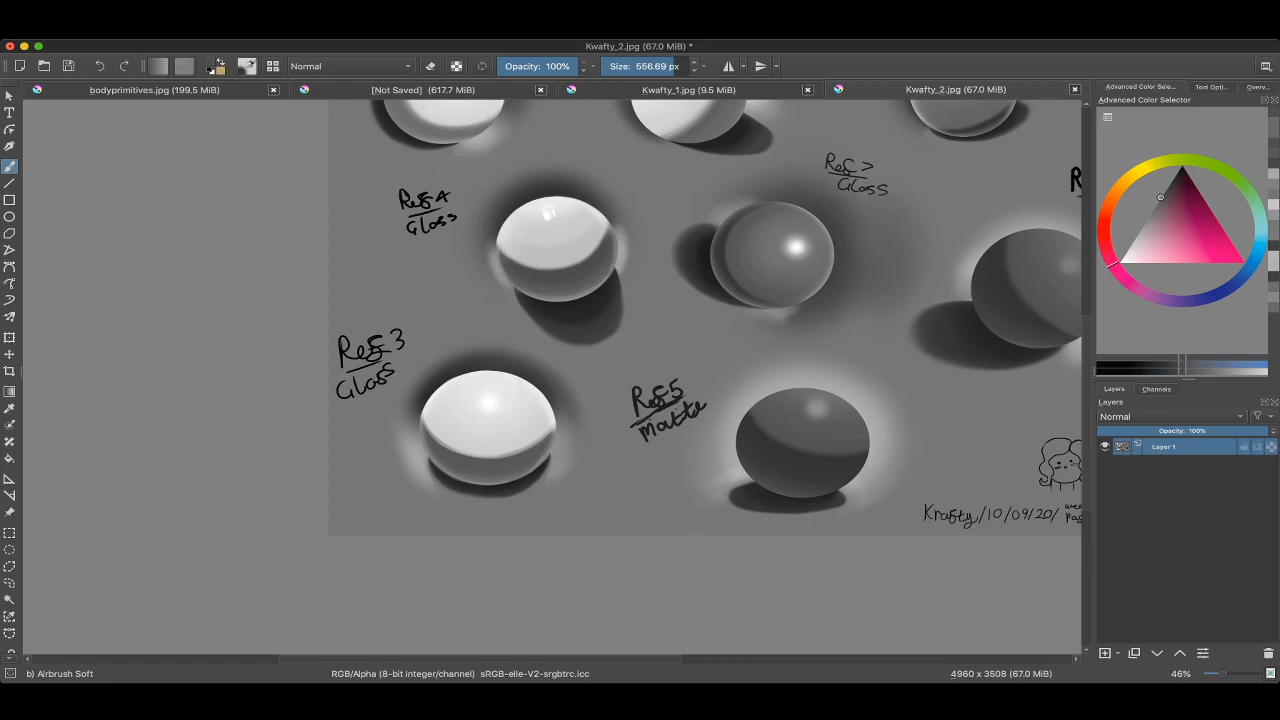 Kwafty_2.jpg (67.0 MiB) *
Normal
Opacity: 100%
Size: 556.69 px
bodyprimitives.jpg (199.5 MiB)
[Not Saved] (617.7 MiB)
Kwafty_1.jpg (9.5 MiB)
Kwafty_2.jpg (67.0 MiB)
Advanced Color Sele...
Tool Opti...
Overv...
Advanced Color Selector
Ref 4
Gloss
Gloss
Ref 3
Gloss
Ref 5
Matte
Krafty/10/09/20/
Layers
Channels
Layers
Normal
Opacity: 100%
Layer 1
b) Airbrush Soft
RGB/Alpha (8-bit integer/channel) sRGB-elle-V2-srgbtrc.icc
4960 x 3508 (67.0 MiB)
46%